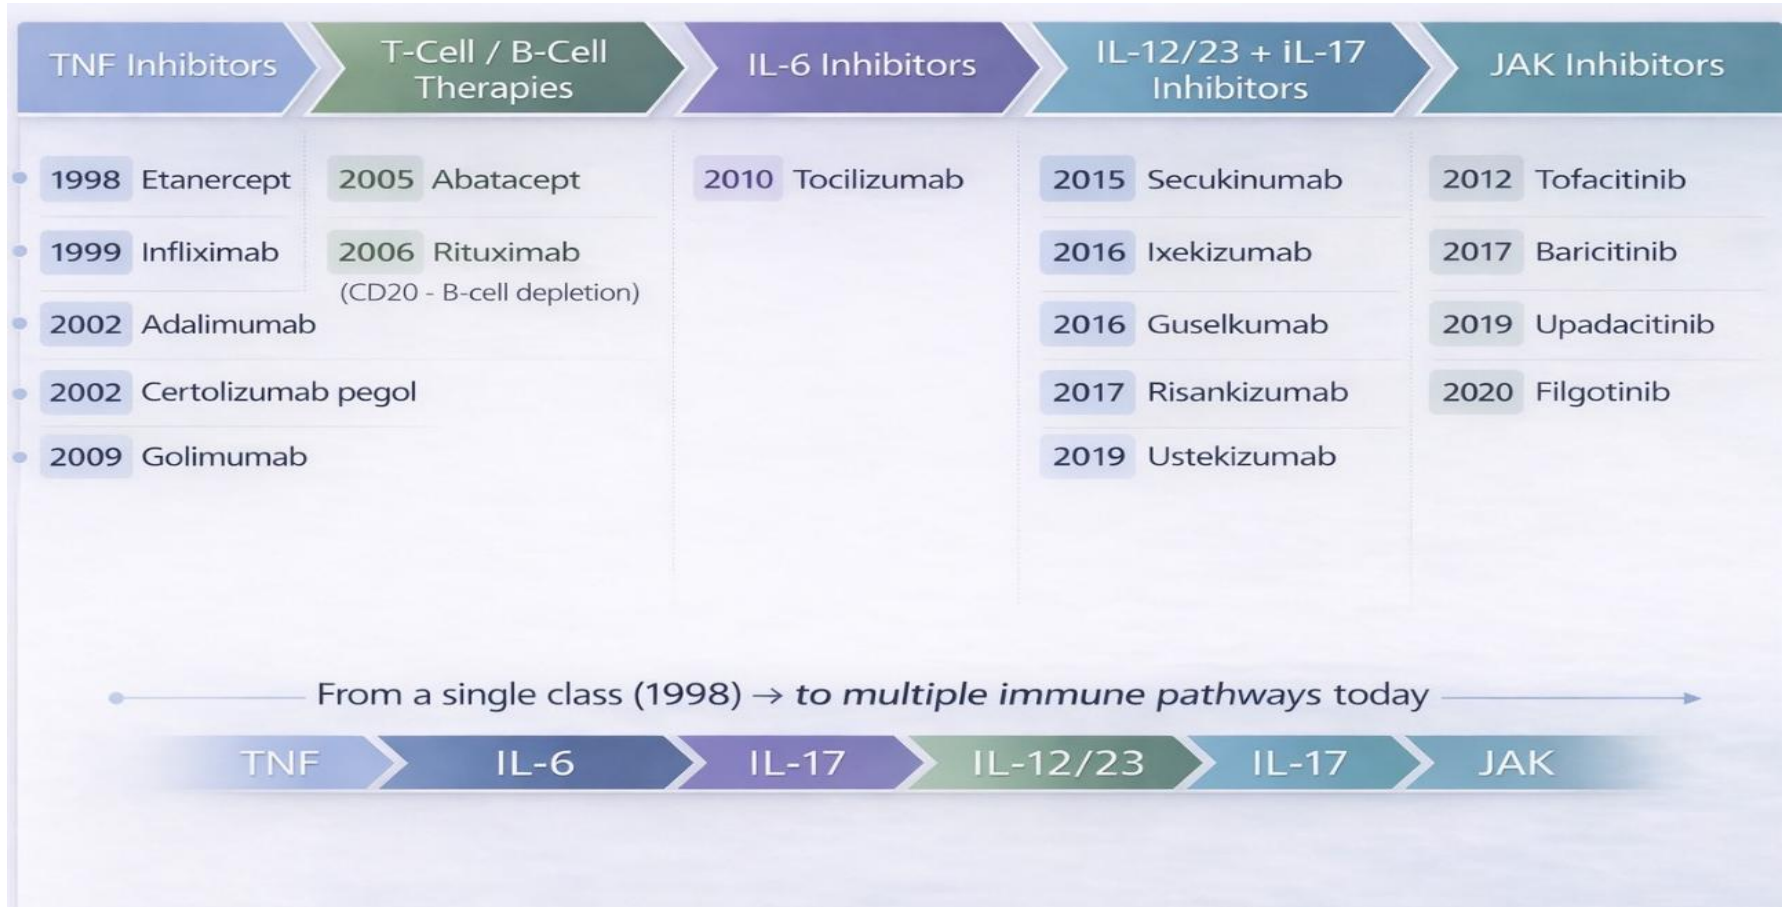 TNF Inhibitors
T-Cell / B-Cell
Therapies
IL-6 Inhibitors
IL-12/23 + iL-17
Inhibitors
JAK Inhibitors
1998 Etanercept
1999 Infliximab
2002 Adalimumab
2002 Certolizumab pegol
2009 Golimumab
2005 Abatacept
2006 Rituximab
(CD20 - B-cell depletion)
2010 Tocilizumab
2015 Secukinumab
2016 Ixekizumab
2016 Guselkumab
2017 Risankizumab
2019 Ustekizumab
2012 Tofacitinib
2017 Baricitinib
2019 Upadacitinib
2020 Filgotinib
From a single class (1998) → to multiple immune pathways today
TNF
IL-6
IL-17
IL-12/23
IL-17
JAK